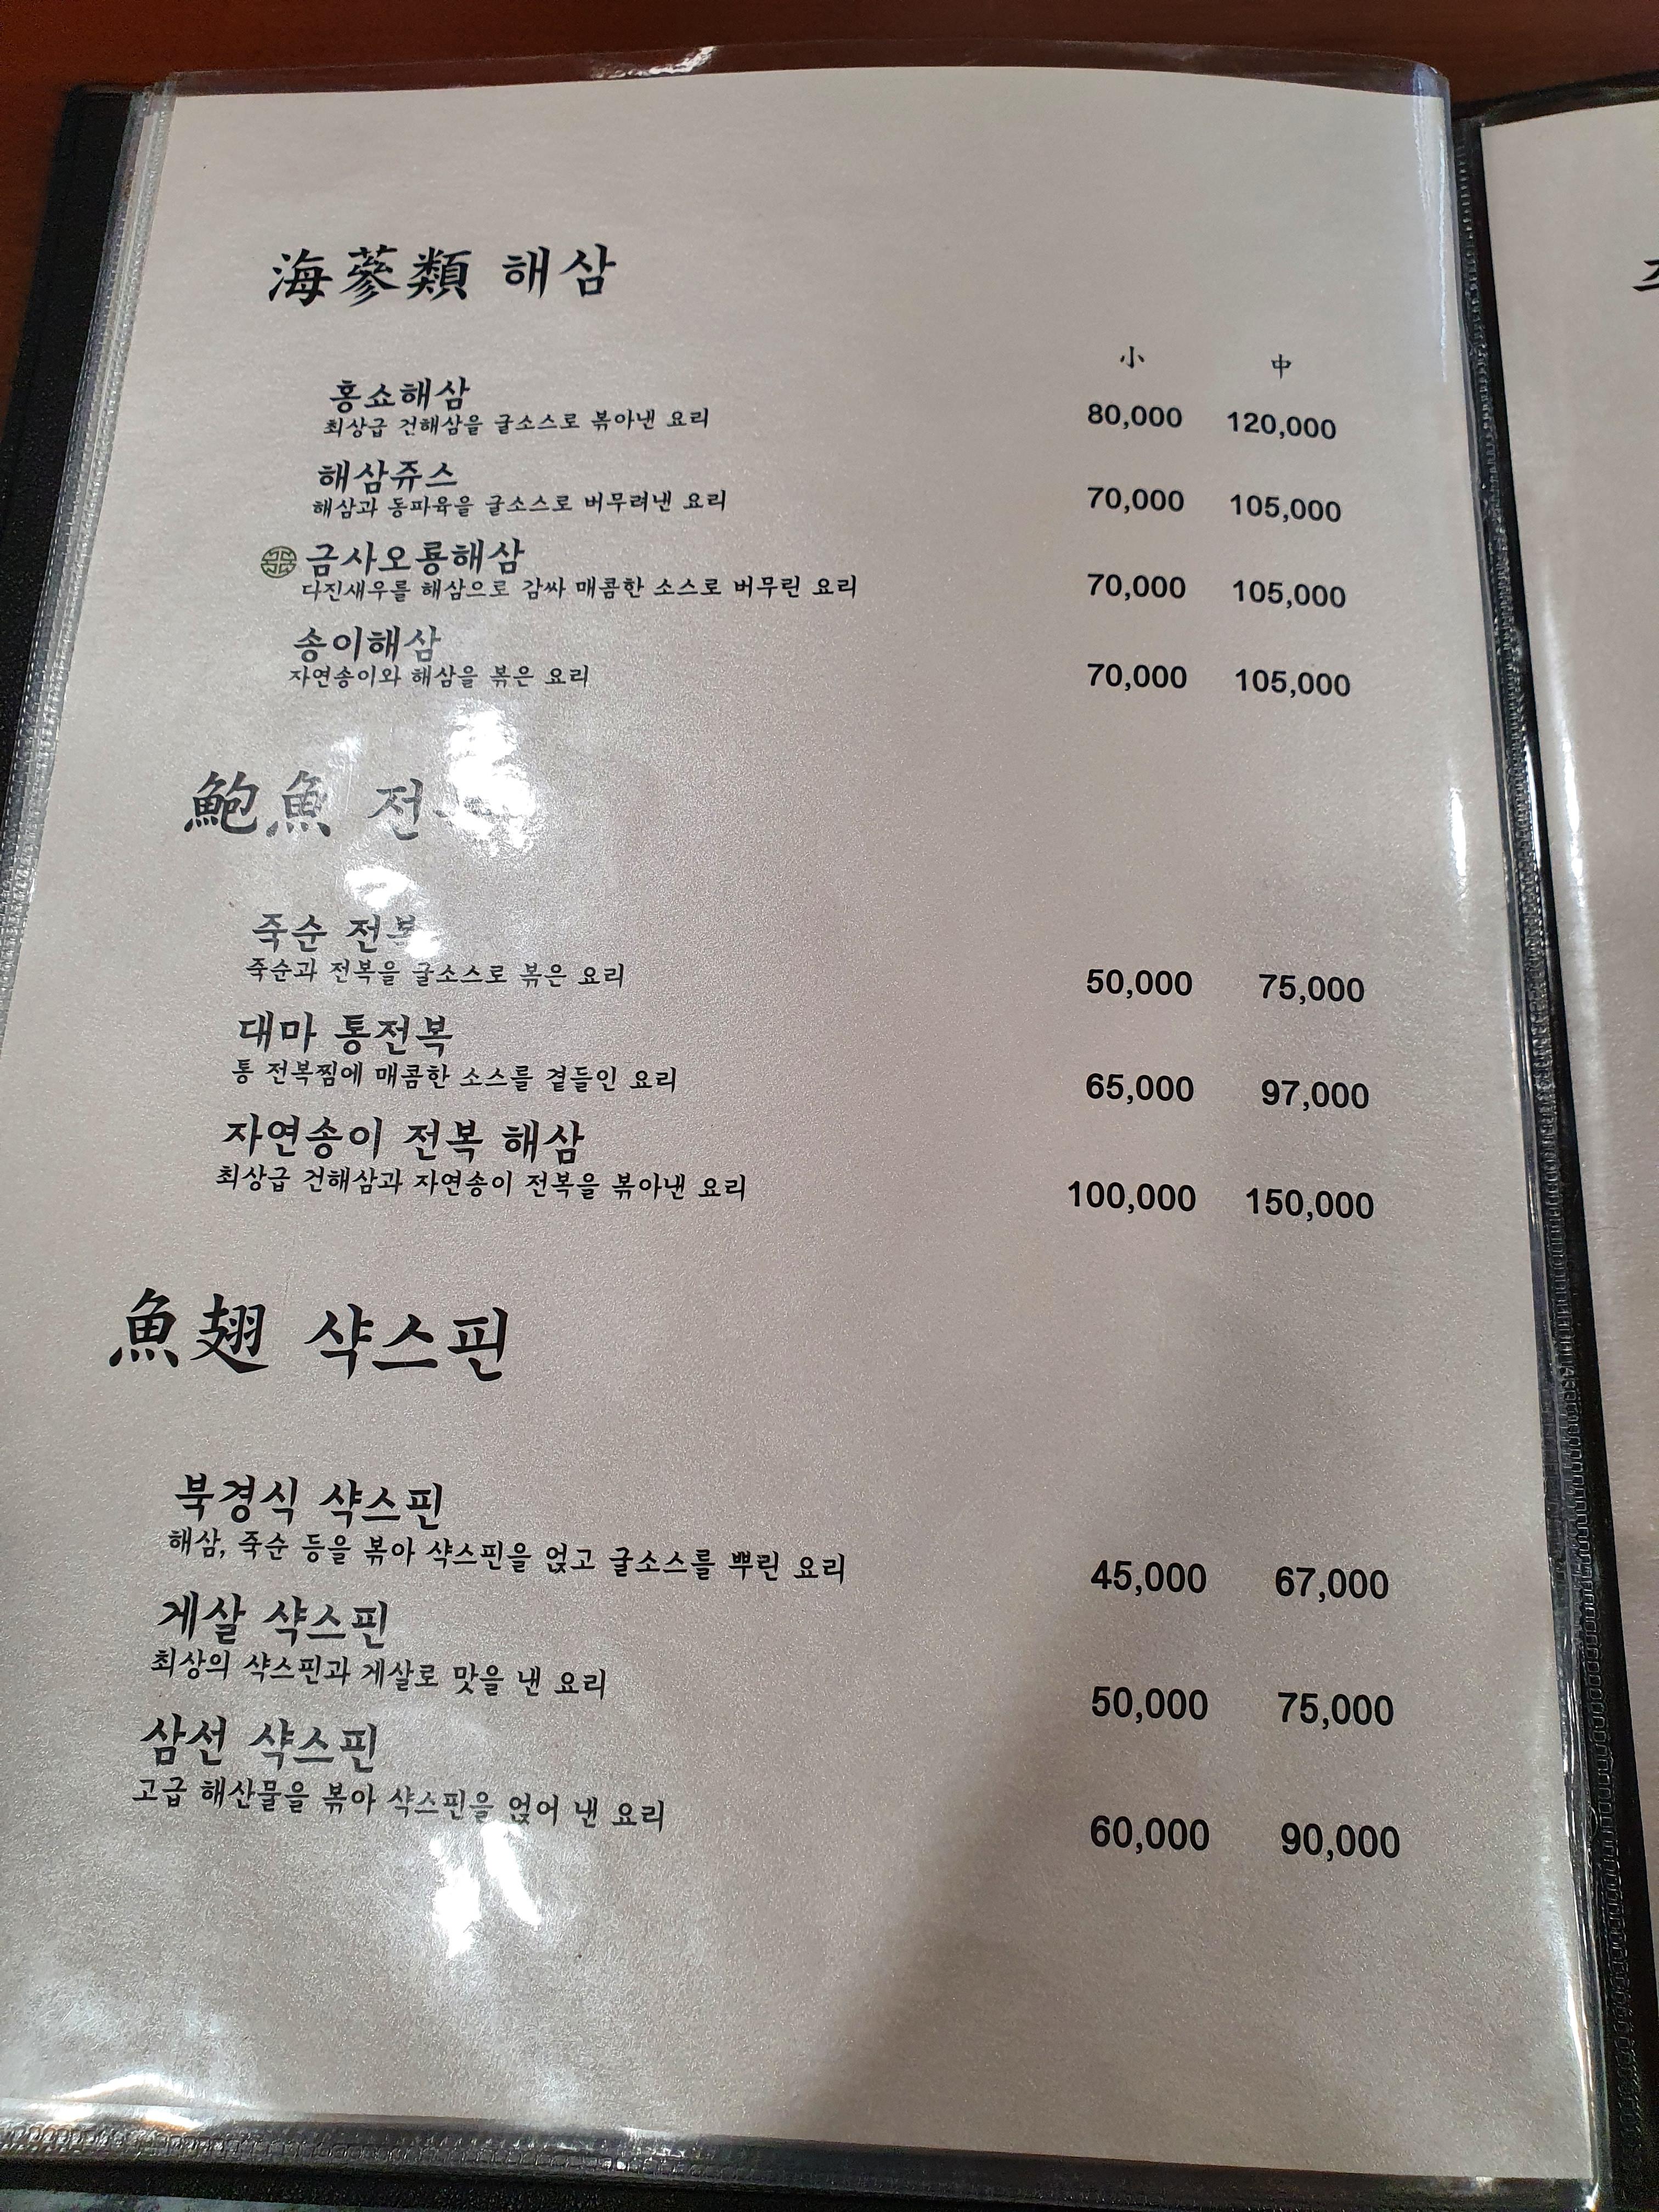 海蔘類 해삼
小 中
홍쇼해삼
최상급 건해삼을 굴소스로 볶아낸 요리 80,000 120,000
해삼쥬스
해삼과 동파육을 굴소스로 버무려낸 요리 70,000 105,000
금사오룡해삼
다진새우를 해삼으로 감싸 매콤한 소스로 버무린 요리 70,000 105,000
송이해삼
자연송이와 해삼을 볶은 요리 70,000 105,000
鮑魚
죽순 전복
죽순과 전복을 굴소스로 볶은 요리 50,000 75,000
대마 통전복
통 전복찜에 매콤한 소스를 곁들인 요리 65,000 97,000
자연송이 전복 해삼
최상급 건해삼과 자연송이 전복을 볶아낸 요리 100,000 150,000
魚翅 샥스핀
북경식 샥스핀
해삼, 죽순 등을 볶아 샥스핀을 얹고 굴소스를 뿌린 요리 45,000 67,000
게살 샥스핀
최상의 샥스핀과 게살로 맛을 낸 요리 50,000 75,000
삼선 샥스핀
고급 해산물을 볶아 샥스핀을 얹어 낸 요리 60,000 90,000